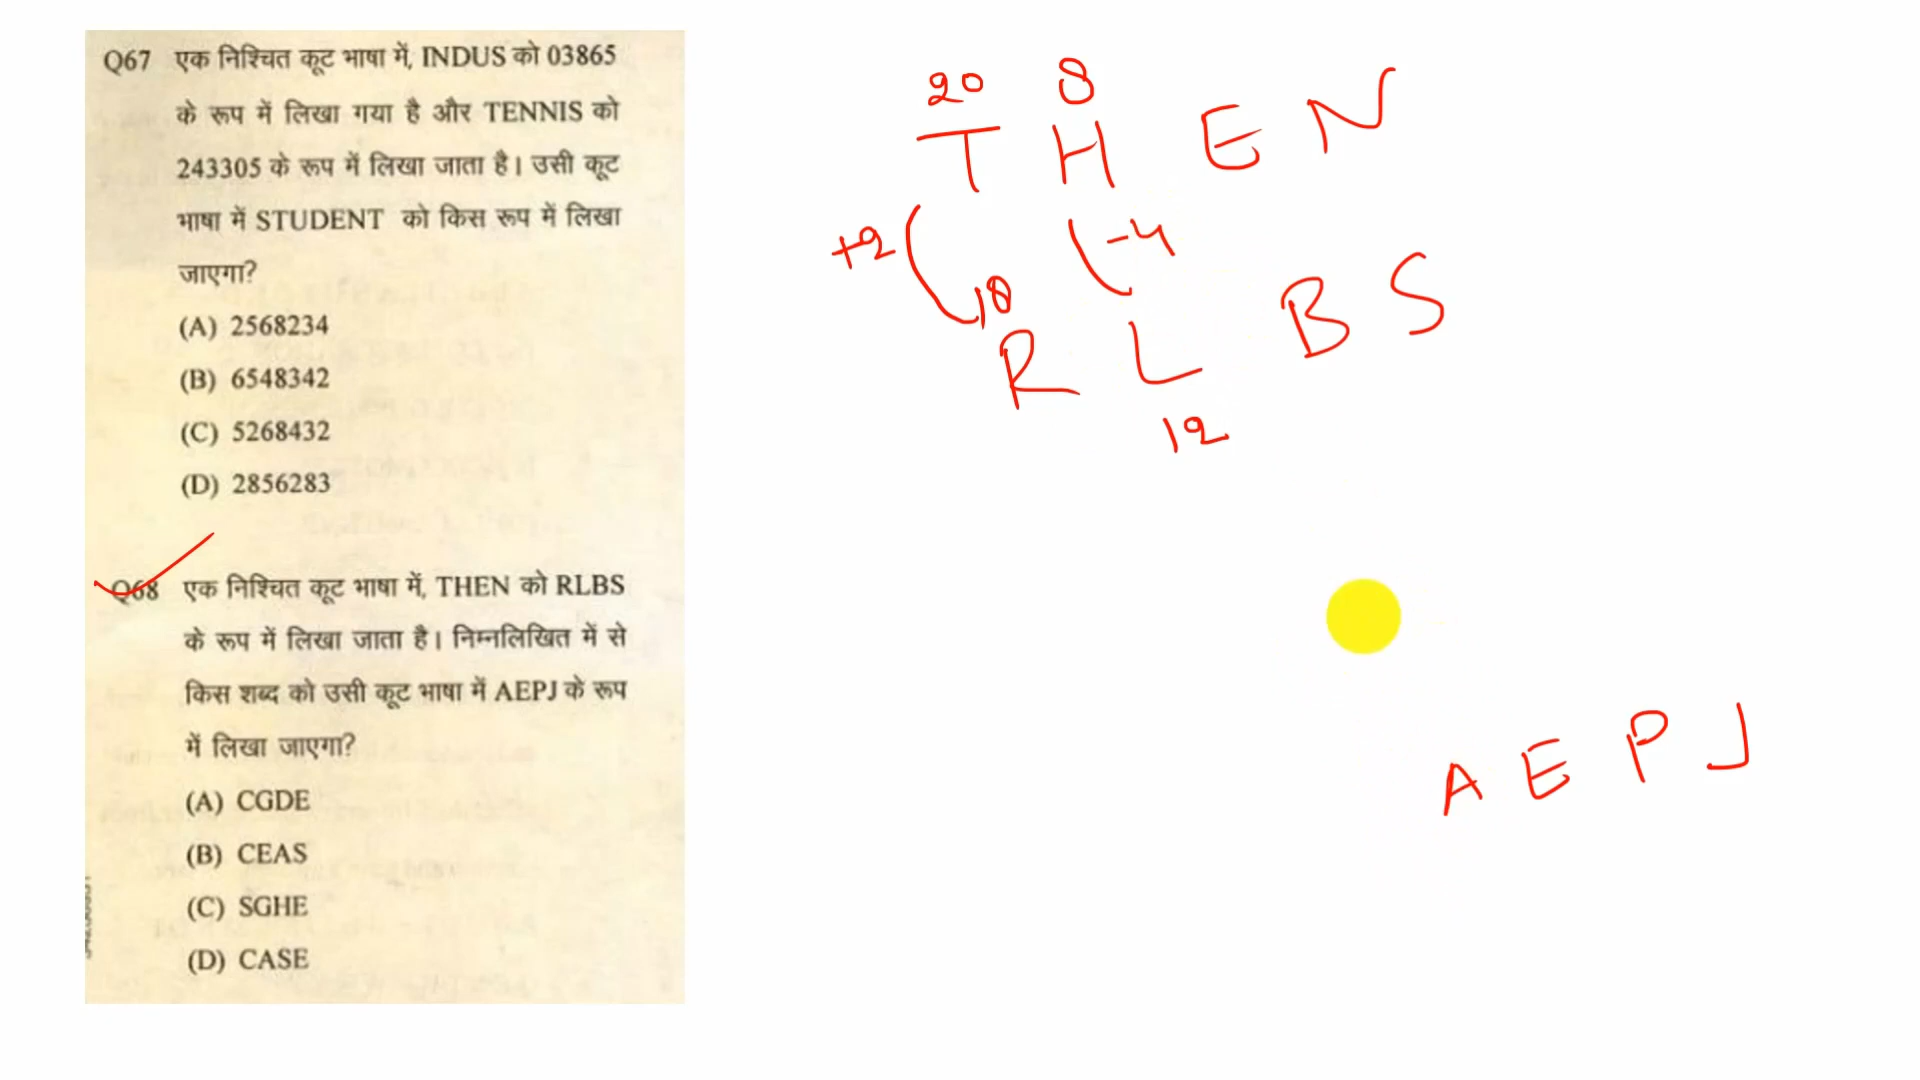 Q67 एक निश्चित कूट भाषा में, INDUS को 03865
के रूप में लिखा गया है और TENNIS को
243305 के रूप में लिखा जाता है। उसी कूट
भाषा में STUDENT को किस रूप में लिखा
जाएगा?
(A) 2568234
(B) 6548342
(C) 5268432
(D) 2856283
Q68 एक निश्चित कूट भाषा में, THEN को RLBS
के रूप में लिखा जाता है। निम्नलिखित में से
किस शब्द को उसी कूट भाषा में AEPJ के रूप
में लिखा जाएगा?
(A) CGDE
(B) CEAS
(C) SGHE
(D) CASE
20 8
T H E N
+2 -4
18
R L B S
12
A E P J